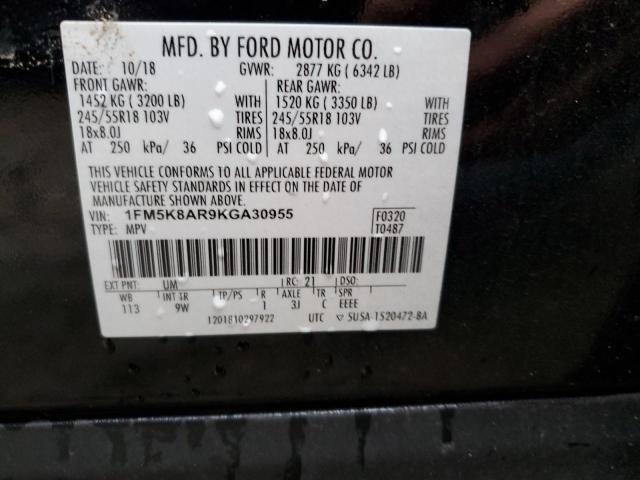 MFD. BY FORD MOTOR CO.
DATE: 10/18 GVWR: 2877 KG ( 6342 LB)
FRONT GAWR: REAR GAWR:
1452 KG ( 3200 LB) WITH 1520 KG ( 3350 LB) WITH
245/55R18 103V TIRES 245/55R18 103V TIRES
18x8.0J RIMS 18x8.0J RIMS
AT 250 kPa/ 36 PSI COLD AT 250 kPa/ 36 PSI COLD
THIS VEHICLE CONFORMS TO ALL APPLICABLE FEDERAL MOTOR
VEHICLE SAFETY STANDARDS IN EFFECT ON THE DATE OF
MANUFACTURE SHOWN ABOVE.
VIN: 1FM5K8AR9KGA30955 F0320
TYPE: MPV T0487
EXT PNT: UM RC: 21 DSO:
WB INT TR TP/PS R AXLE TR SPR
113 9W 1 3J C EEEE
1201810297922 UTC ▽ 5U5A-1520472-BA